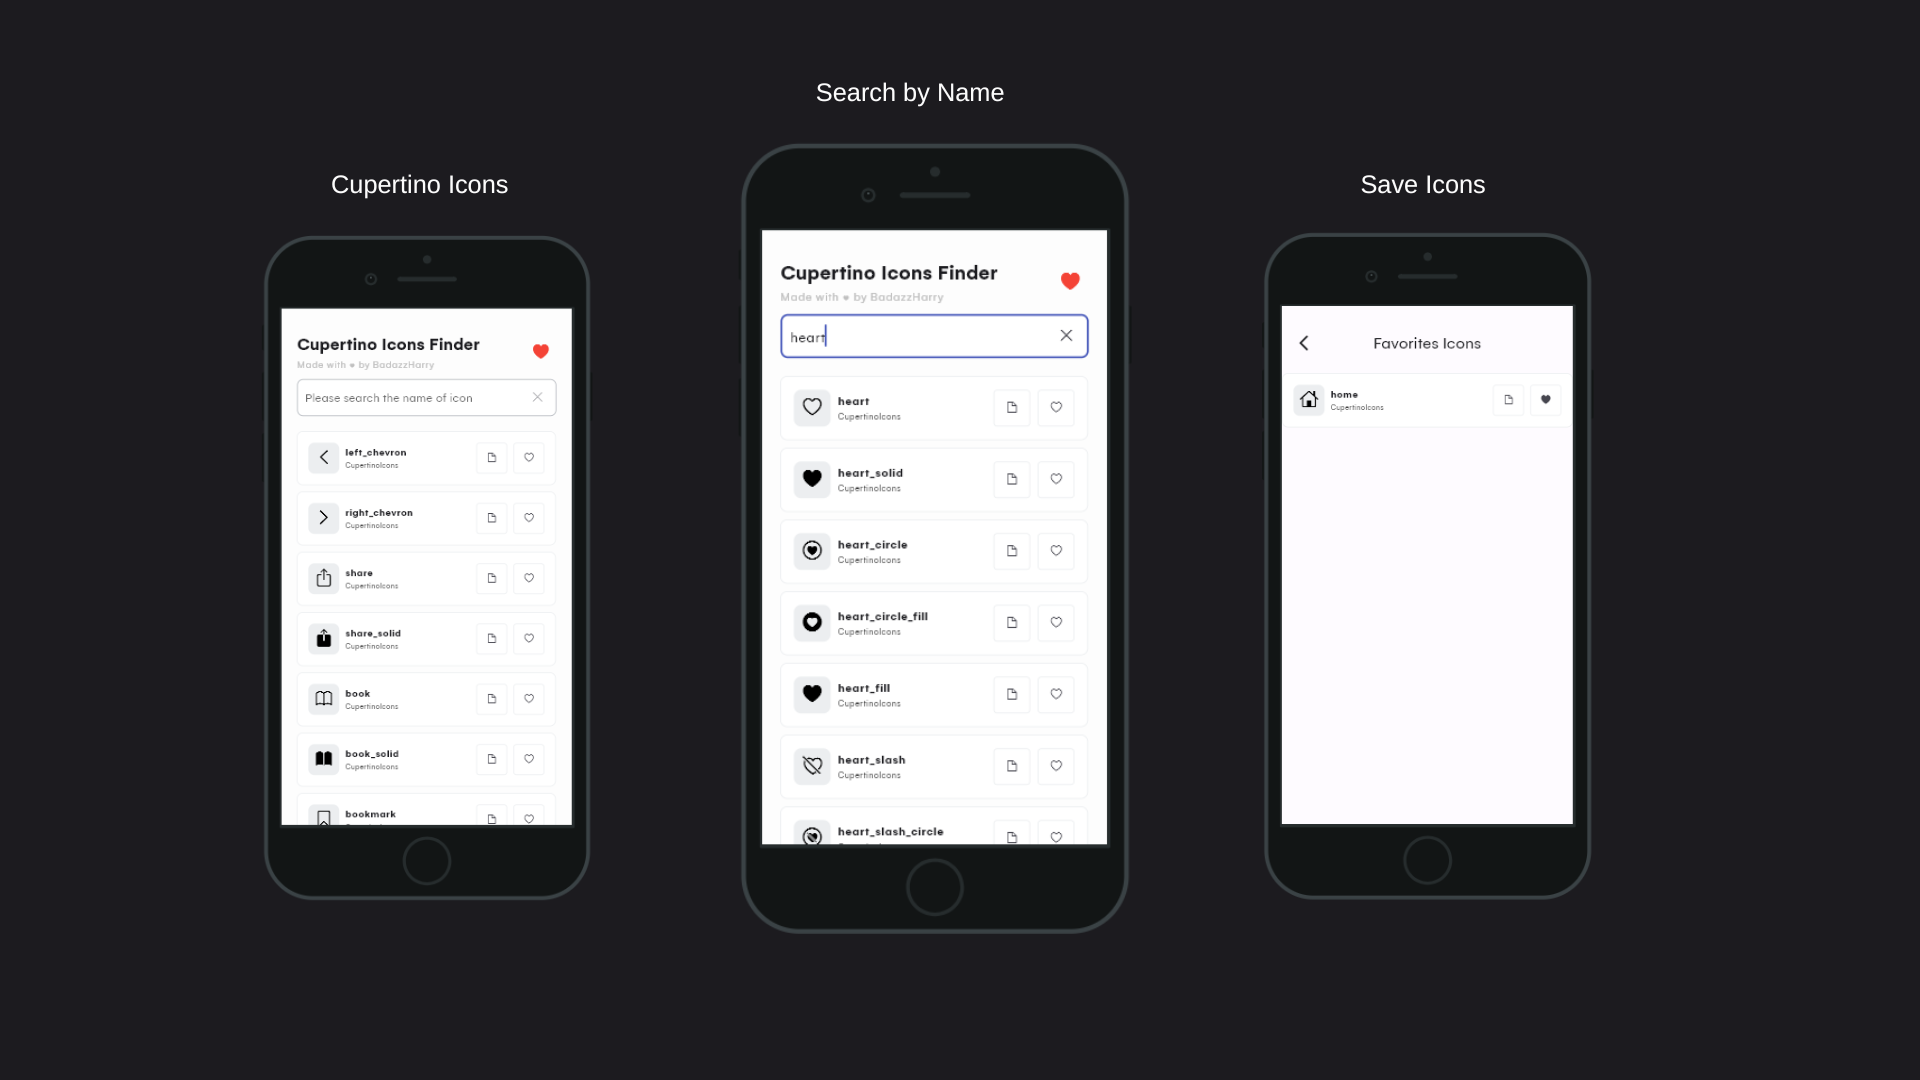 Search by Name
Cupertino Icons
Save Icons
Cupertino Icons Finder
Made with ♥ by BadazzHarry
Please search the name of icon
left_chevron
CupertinoIcons
right_chevron
CupertinoIcons
share
CupertinoIcons
share_solid
CupertinoIcons
book
CupertinoIcons
book_solid
CupertinoIcons
bookmark
Cupertino Icons Finder
Made with ♥ by BadazzHarry
heart
heart
CupertinoIcons
heart_solid
CupertinoIcons
heart_circle
CupertinoIcons
heart_circle_fill
CupertinoIcons
heart_fill
CupertinoIcons
heart_slash
CupertinoIcons
heart_slash_circle
Favorites Icons
home
CupertinoIcons